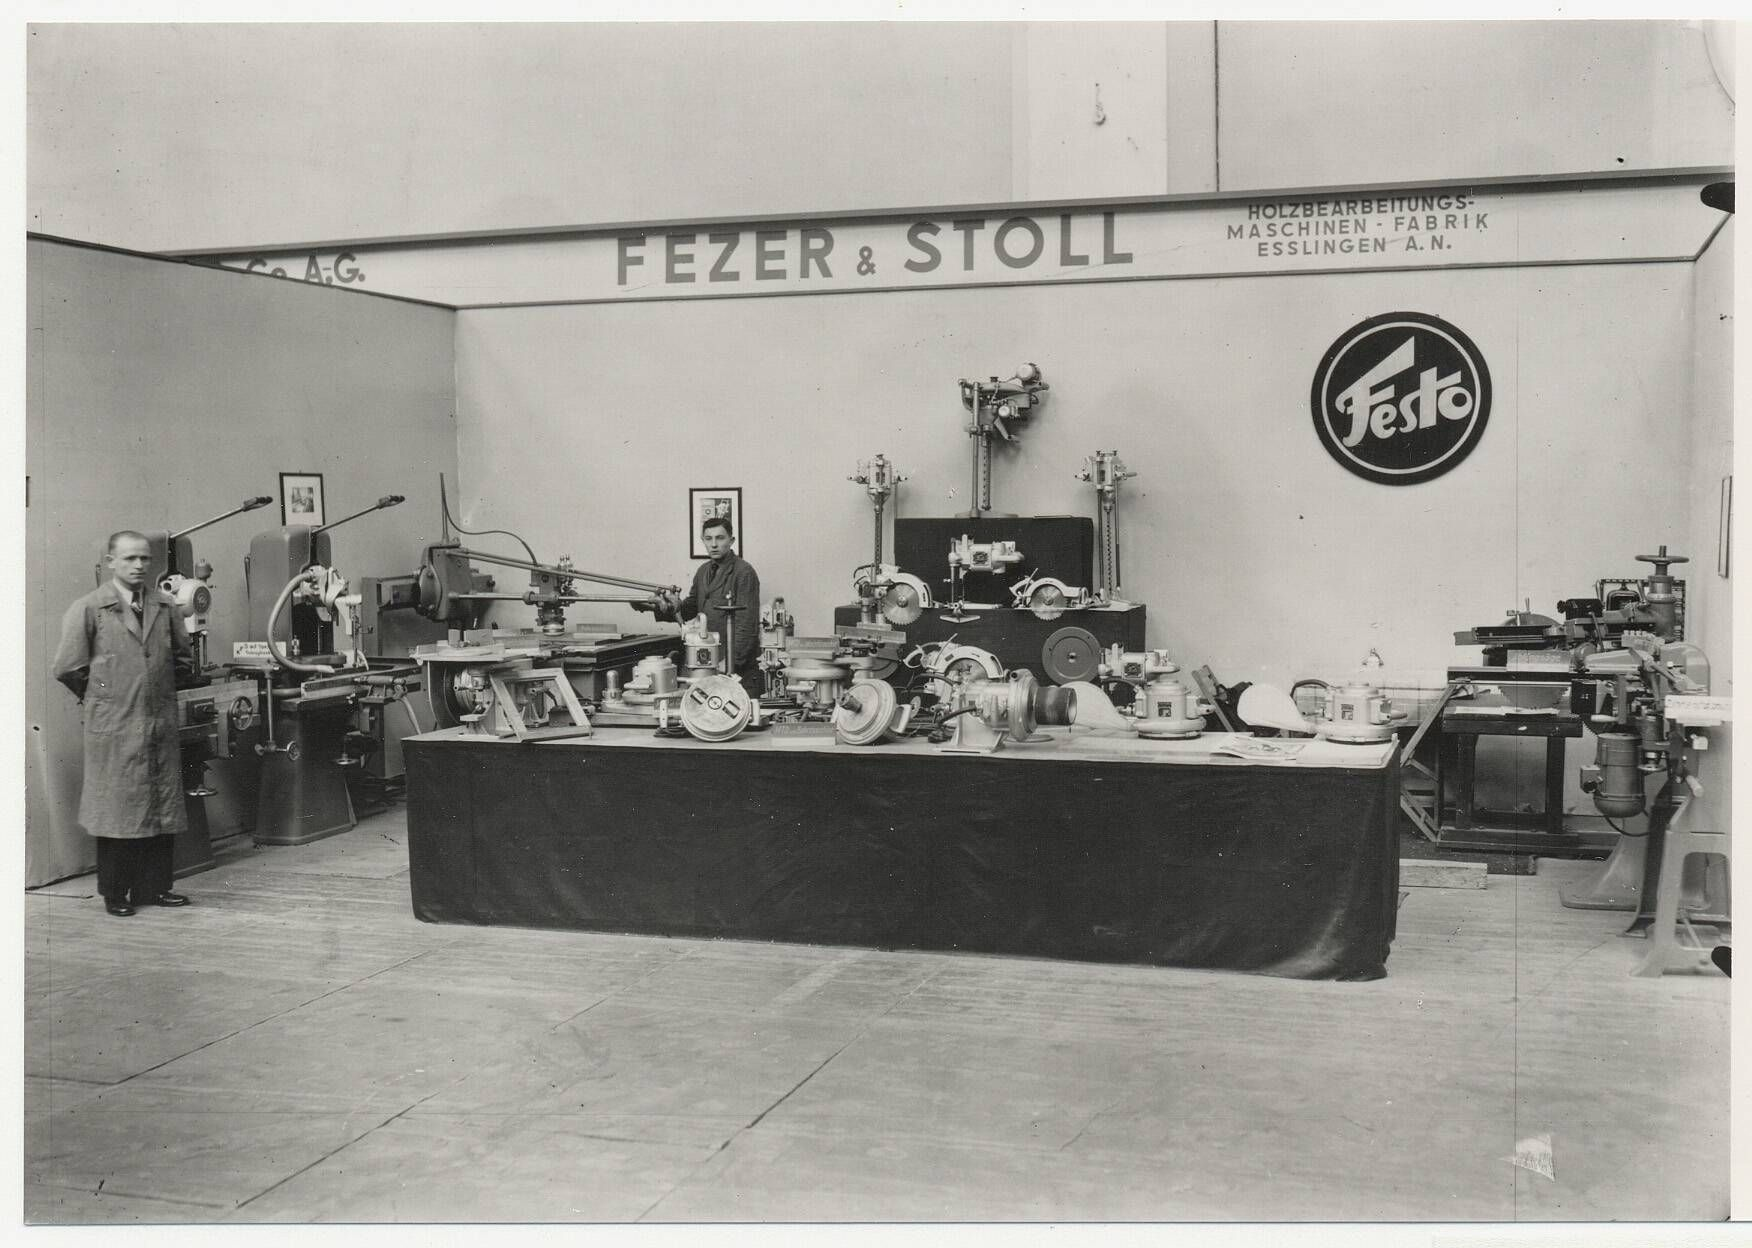 Co. A.-G.
FEZER & STOLL
HOLZBEARBEITUNGS-
MASCHINEN - FABRIK
ESSLINGEN A. N.
Festo